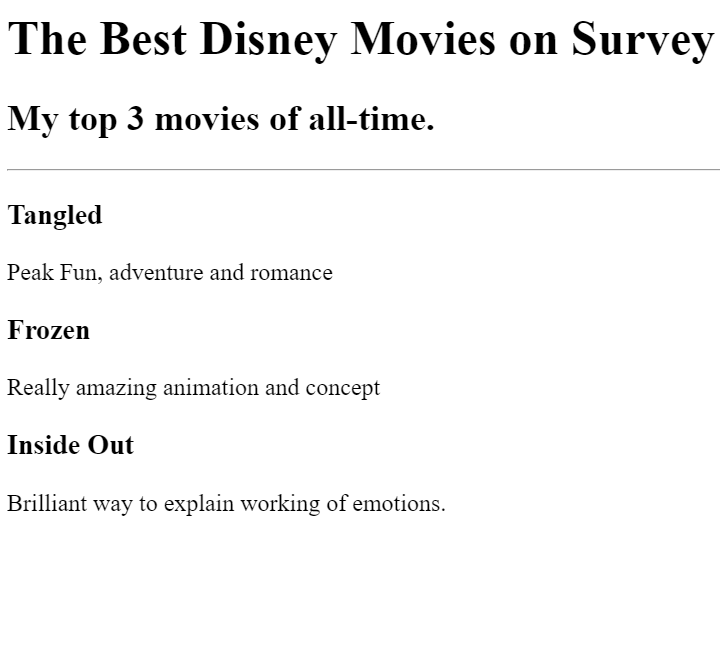 The Best Disney Movies on Survey
My top 3 movies of all-time.
Tangled
Peak Fun, adventure and romance
Frozen
Really amazing animation and concept
Inside Out
Brilliant way to explain working of emotions.